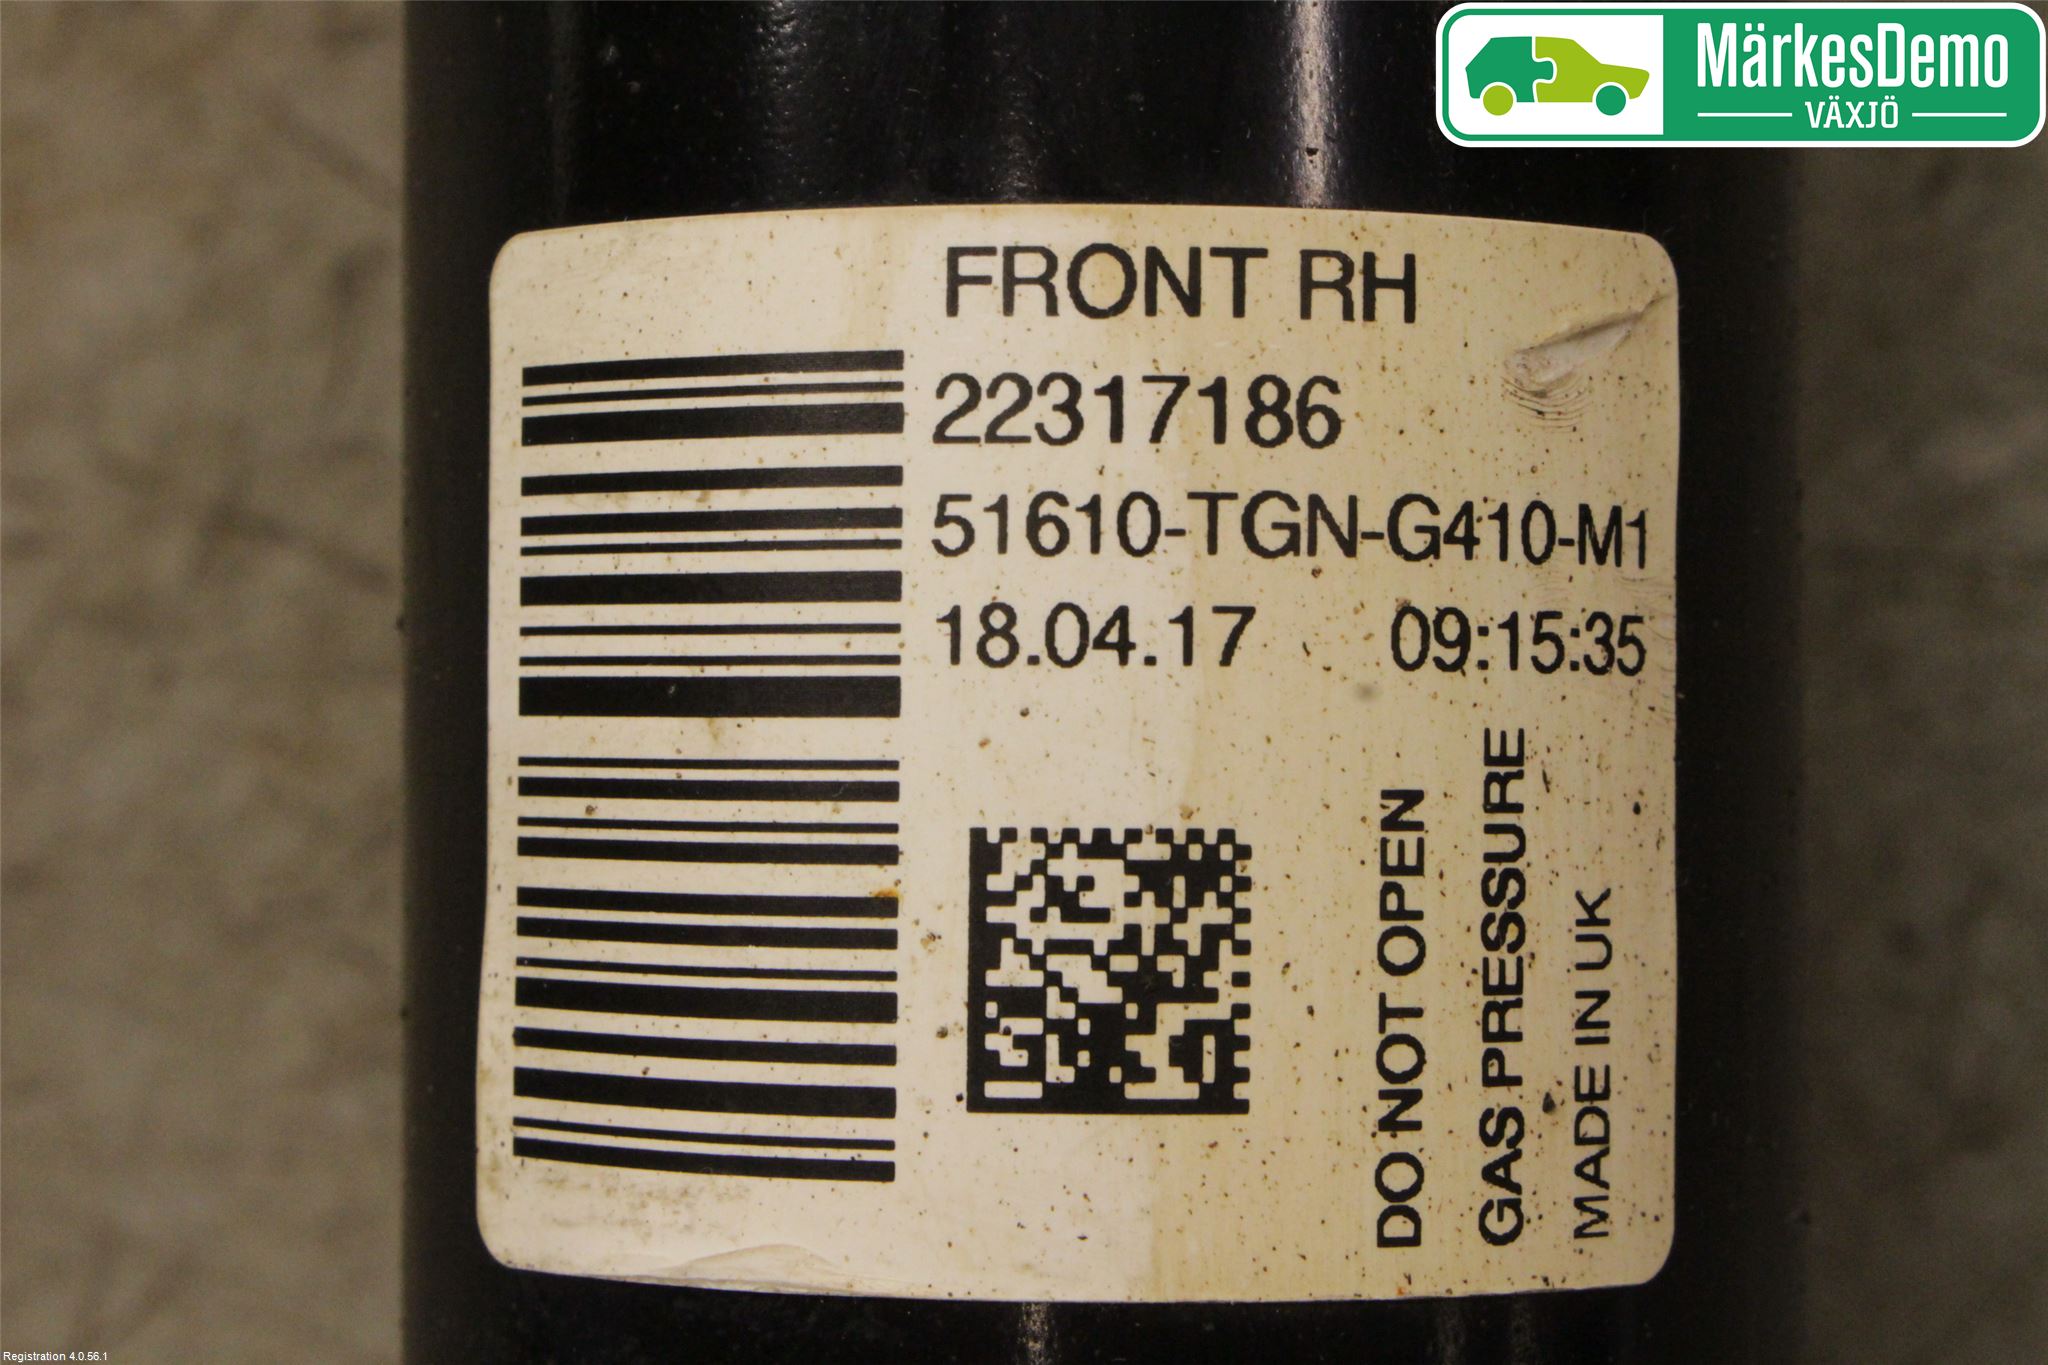 MärkesDemo
VÄXJÖ
FRONT RH
22317186
51610-TGN-G410-M1
18.04.17 09:15:35
DO NOT OPEN
GAS PRESSURE
MADE IN UK
Registration 4.0.56.1